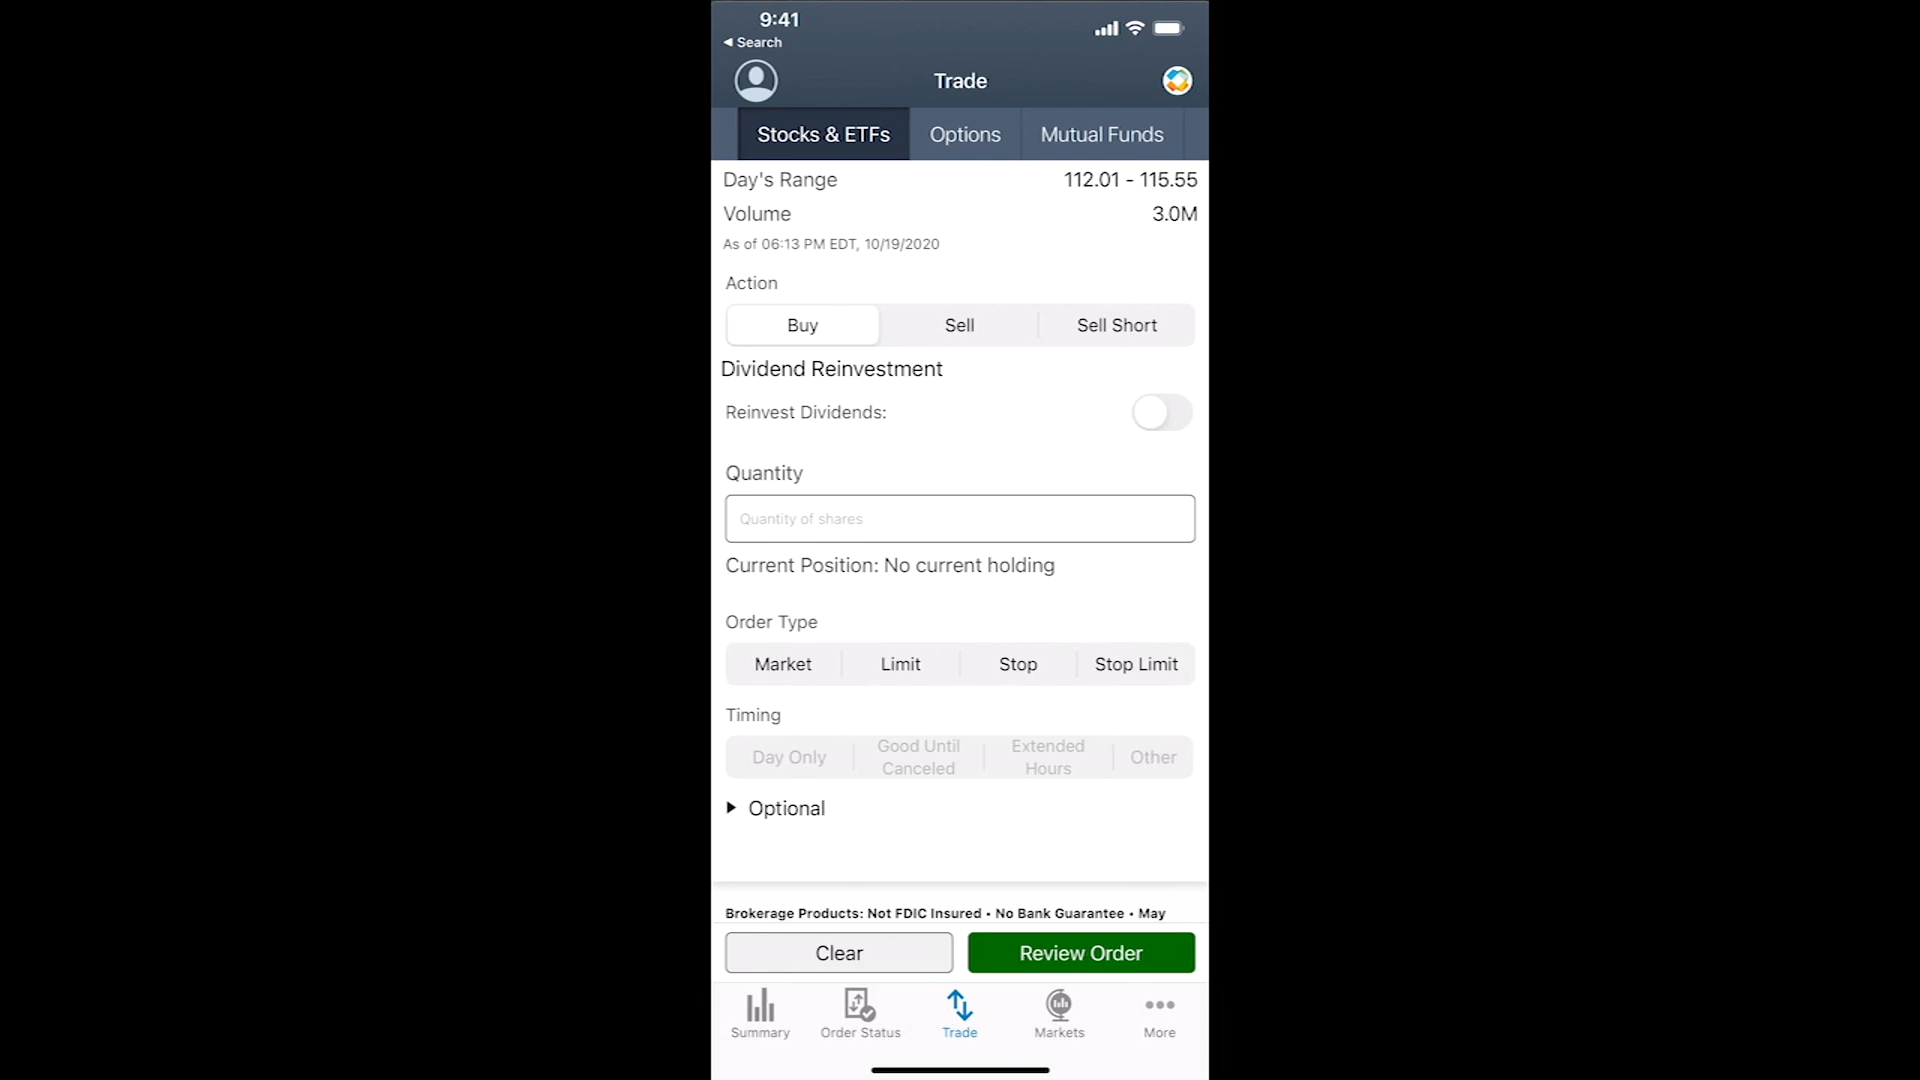 9:41
◀ Search
Trade
Stocks & ETFs
Options
Mutual Funds
Day's Range 112.01 - 115.55
Volume 3.0M
As of 06:13 PM EDT, 10/19/2020
Action
Buy
Sell
Sell Short
Dividend Reinvestment
Reinvest Dividends:
Quantity
Quantity of shares
Current Position: No current holding
Order Type
Market
Limit
Stop
Stop Limit
Timing
Day Only
Good Until
Canceled
Extended
Hours
Other
Optional
Brokerage Products: Not FDIC Insured • No Bank Guarantee • May
Clear
Review Order
Summary
Order Status
Trade
Markets
More